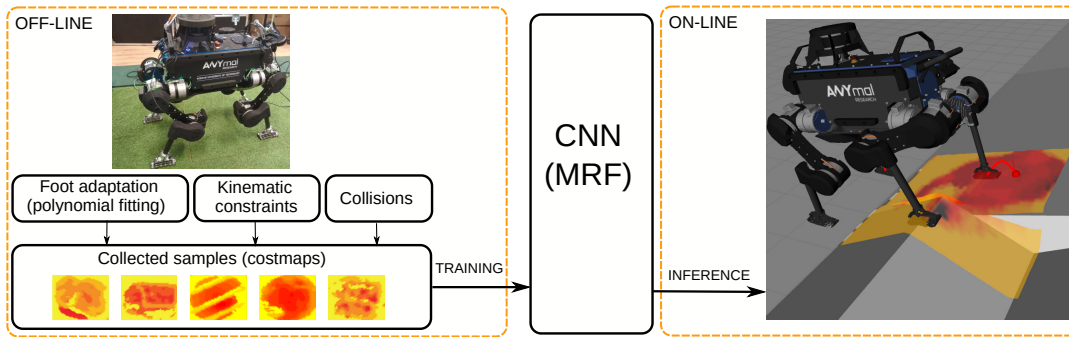 OFF-LINE
ANYmal
RESEARCH
Foot adaptation
(polynomial fitting)
Kinematic
constraints
Collisions
Collected samples (costmaps)
TRAINING
CNN
(MRF)
ON-LINE
ANYmal
RESEARCH
INFERENCE